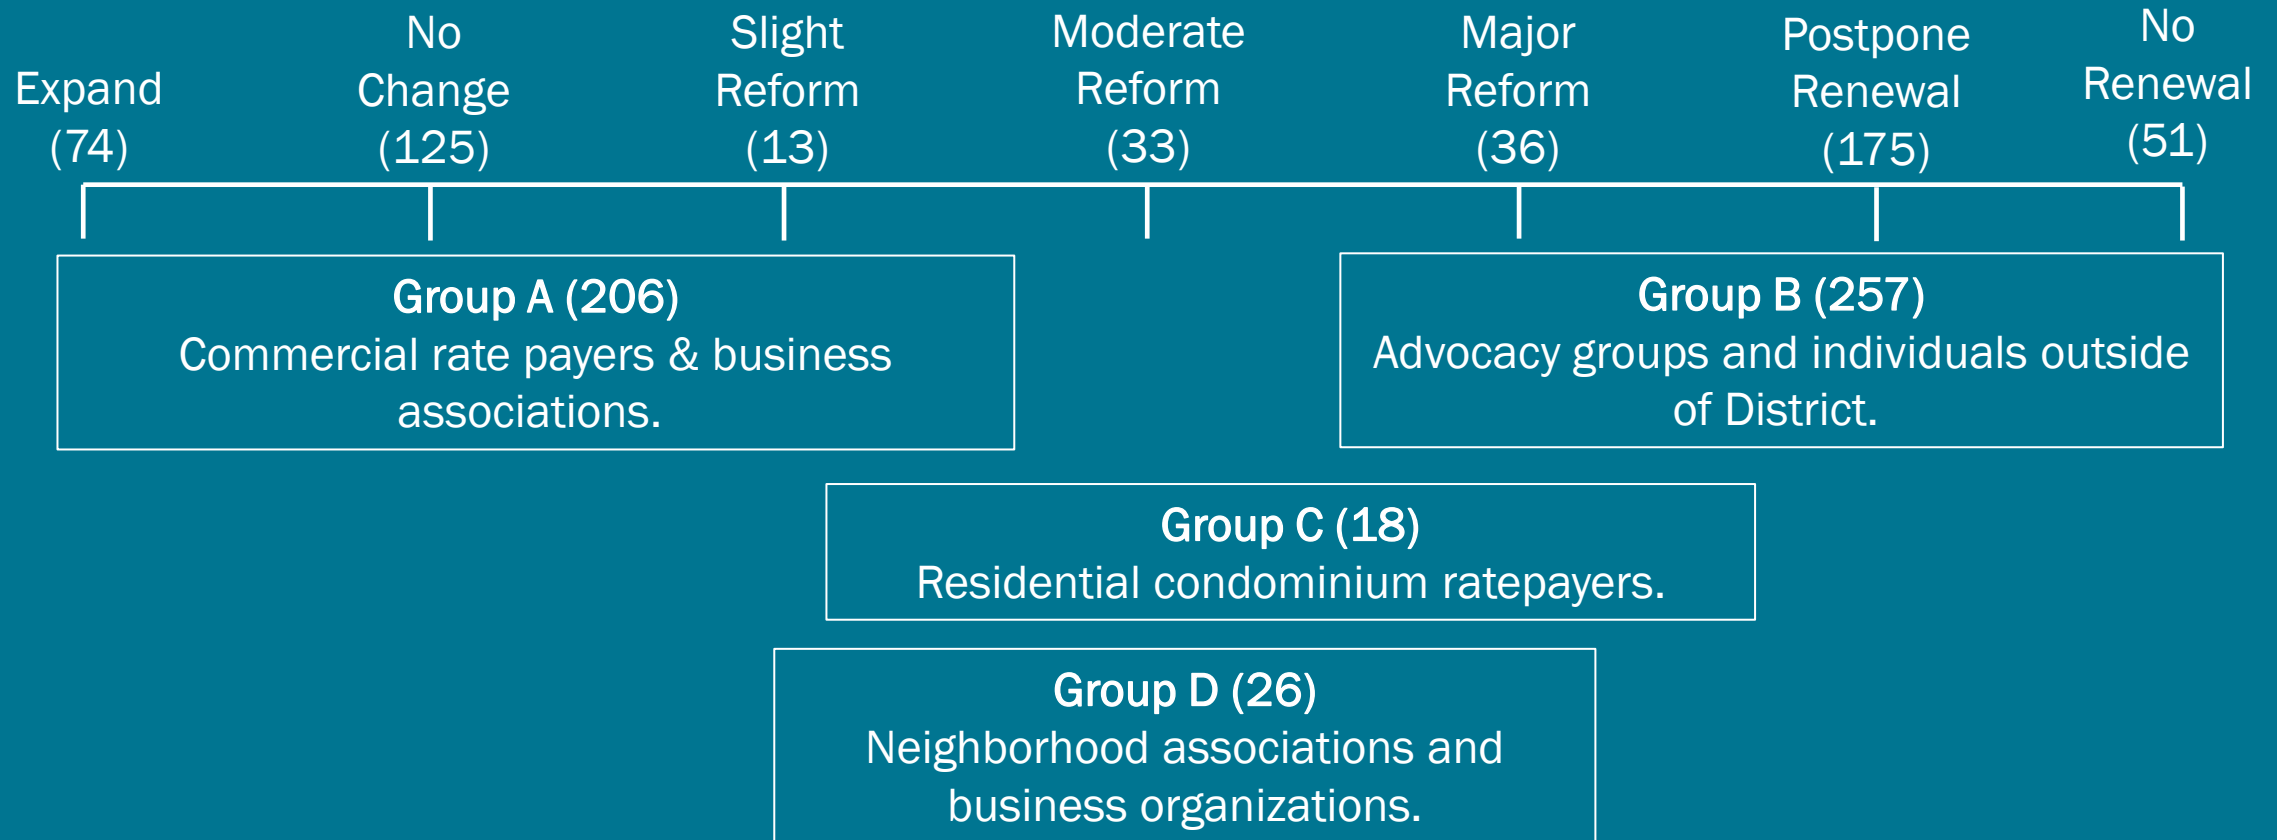 Expand
(74)
No
Change
(125)
Slight
Reform
(13)
Moderate
Reform
(33)
Major
Reform
(36)
Postpone
Renewal
(175)
No
Renewal
(51)
Group A (206)
Commercial rate payers & business
associations.
Group B (257)
Advocacy groups and individuals outside
of District.
Group C (18)
Residential condominium ratepayers.
Group D (26)
Neighborhood associations and
business organizations.